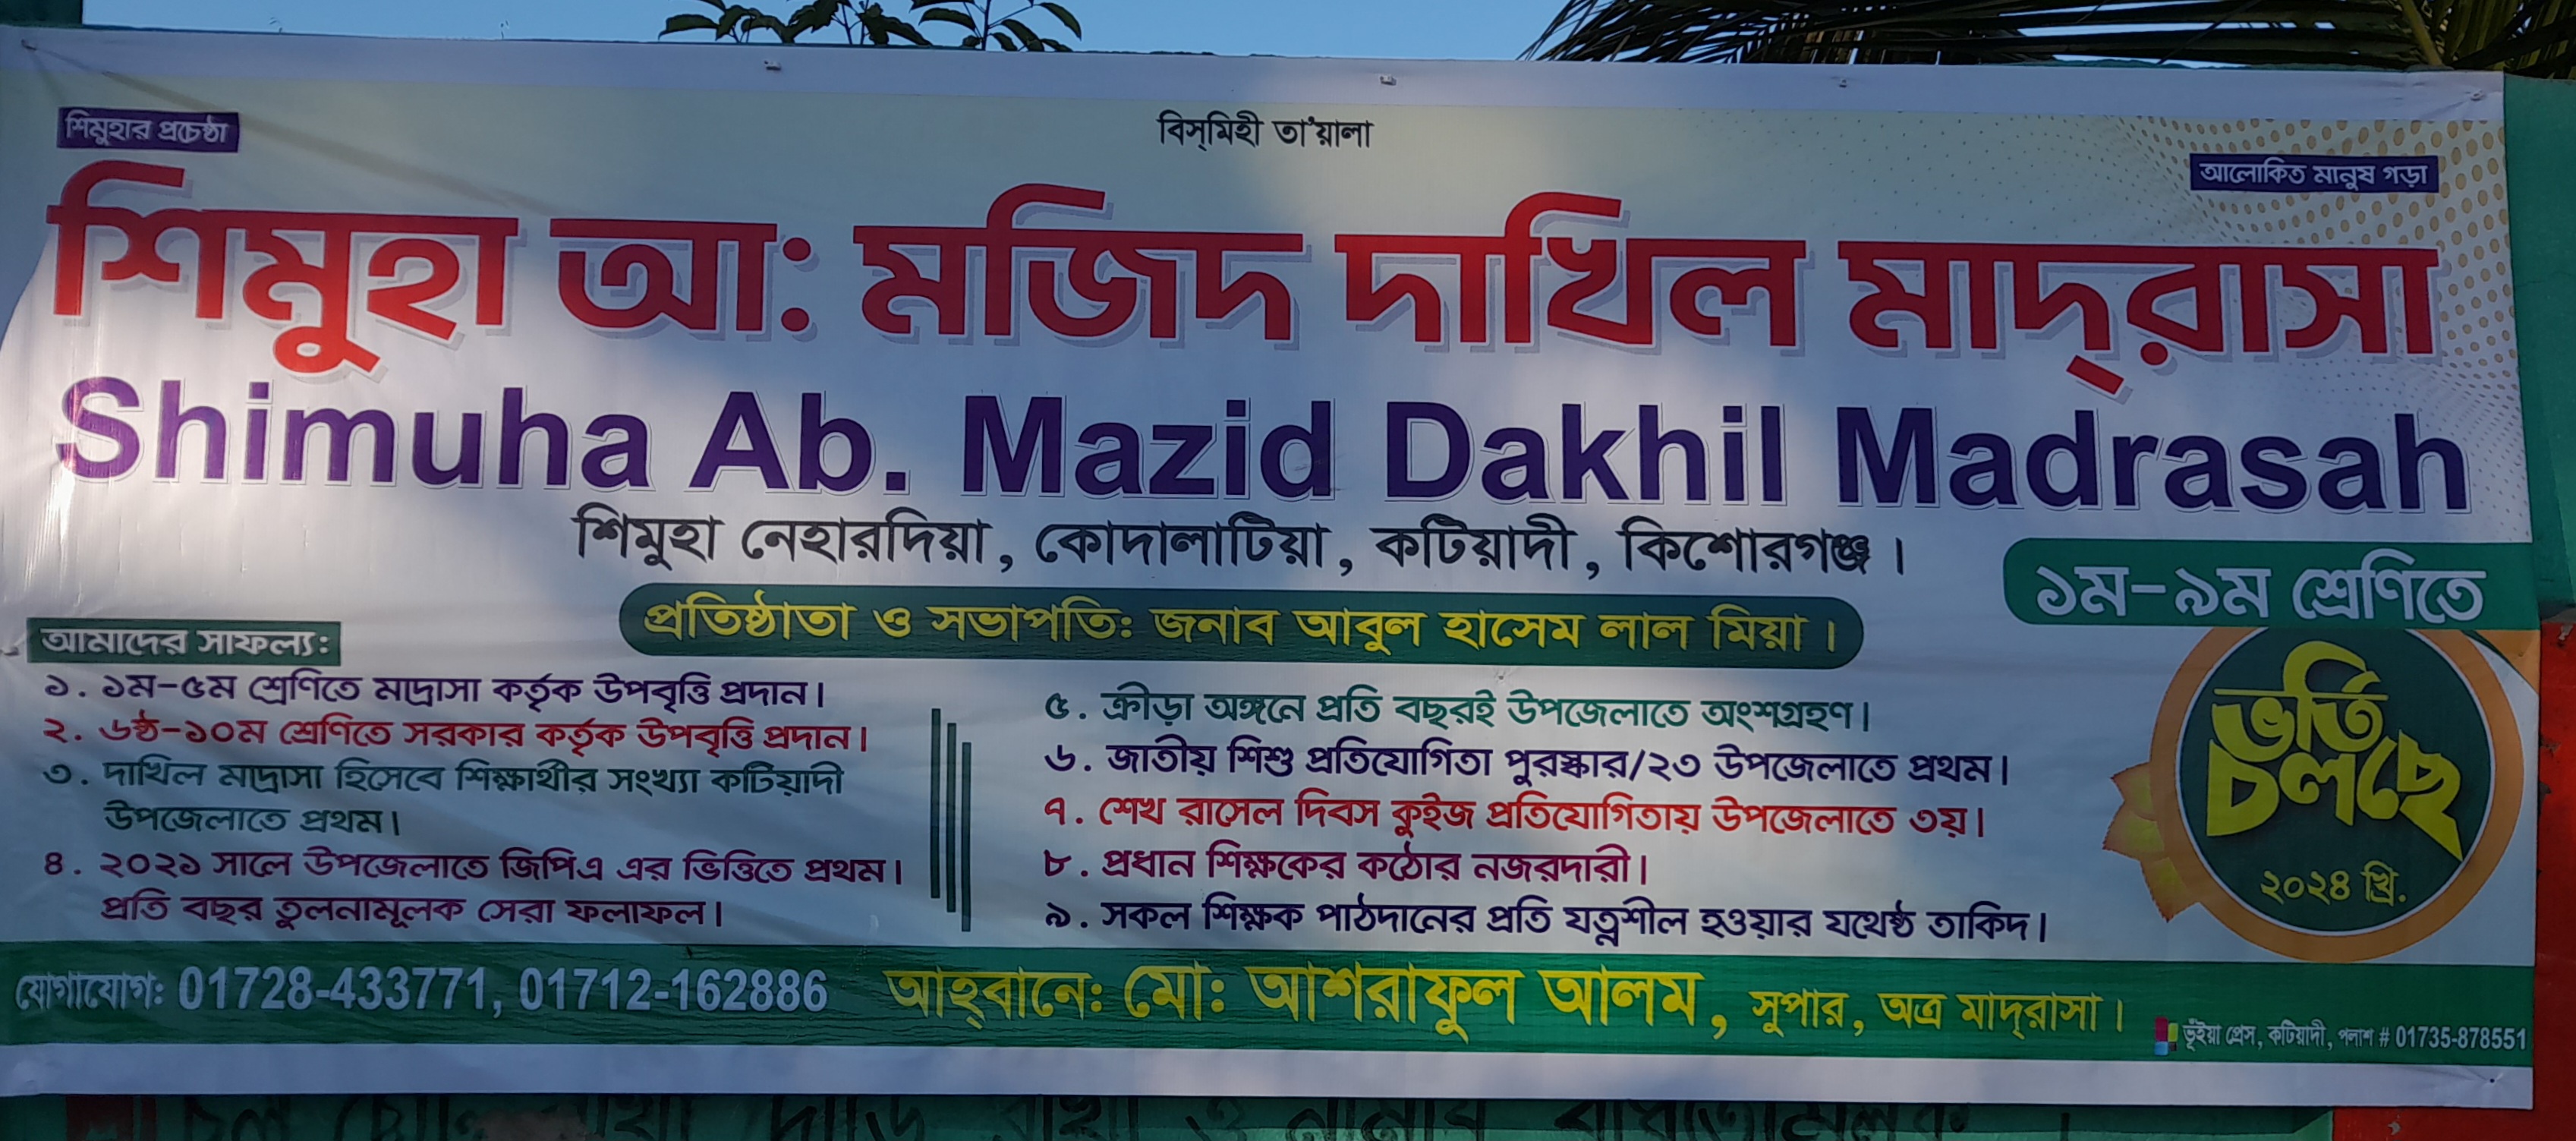 বিস্‌মিহী তা'য়ালা
শিমুহার প্রচেষ্ঠা
আলোকিত মানুষ গড়া
শিমুহা আ: মজিদ দাখিল মাদ্‌রাসা
Shimuha Ab. Mazid Dakhil Madrasah
শিমুহা নেহারদিয়া, কোদালাটিয়া, কটিয়াদী, কিশোরগঞ্জ।
প্রতিষ্ঠাতা ও সভাপতি: জনাব আবুল হাসেম লাল মিয়া।
আমাদের সাফল্য:
১. ১ম-৫ম শ্রেণিতে মাদ্রাসা কর্তৃক উপবৃত্তি প্রদান।
২. ৬ষ্ঠ-১০ম শ্রেণিতে সরকার কর্তৃক উপবৃত্তি প্রদান।
৩. দাখিল মাদ্রাসা হিসেবে শিক্ষার্থীর সংখ্যা কটিয়াদী
উপজেলাতে প্রথম।
৪. ২০২১ সালে উপজেলাতে জিপিএ এর ভিত্তিতে প্রথম।
প্রতি বছর তুলনামূলক সেরা ফলাফল।
৫. ক্রীড়া অঙ্গনে প্রতি বছরই উপজেলাতে অংশগ্রহণ।
৬. জাতীয় শিশু প্রতিযোগিতা পুরস্কার/২৩ উপজেলাতে প্রথম।
৭. শেখ রাসেল দিবস কুইজ প্রতিযোগিতায় উপজেলাতে ৩য়।
৮. প্রধান শিক্ষকের কঠোর নজরদারী।
৯. সকল শিক্ষক পাঠদানের প্রতি যত্নশীল হওয়ার যথেষ্ঠ তাকিদ।
১ম-৯ম শ্রেণিতে
ভর্তি
চলছে
২০২৪ খ্রি.
যোগাযোগ: 01728-433771, 01712-162886
আহ্‌বানে: মো: আশরাফুল আলম, সুপার, অত্র মাদ্‌রাসা।
ভূঁইয়া প্রেস, কটিয়াদী, পলাশ # 01735-878551